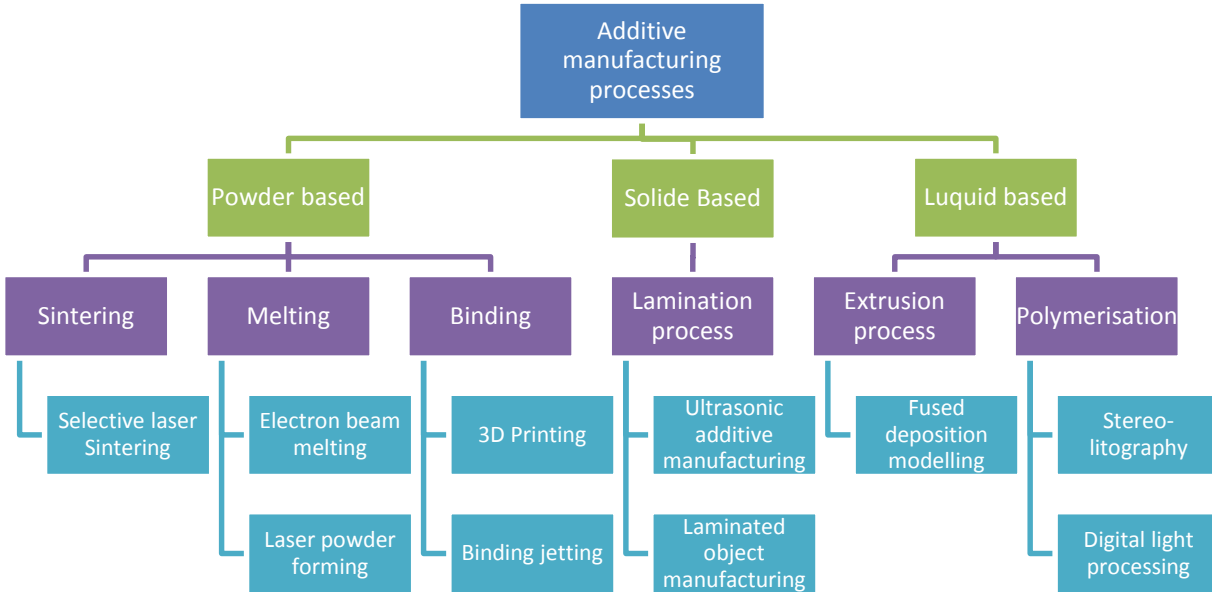 Additive
manufacturing
processes
Powder based
Solide Based
Luquid based
Sintering
Melting
Binding
Lamination
process
Extrusion
process
Polymerisation
Selective laser
Sintering
Electron beam
melting
3D Printing
Ultrasonic
additive
manufacturing
Fused
deposition
modelling
Stereo-
litography
Laser powder
forming
Binding jetting
Laminated
object
manufacturing
Digital light
processing